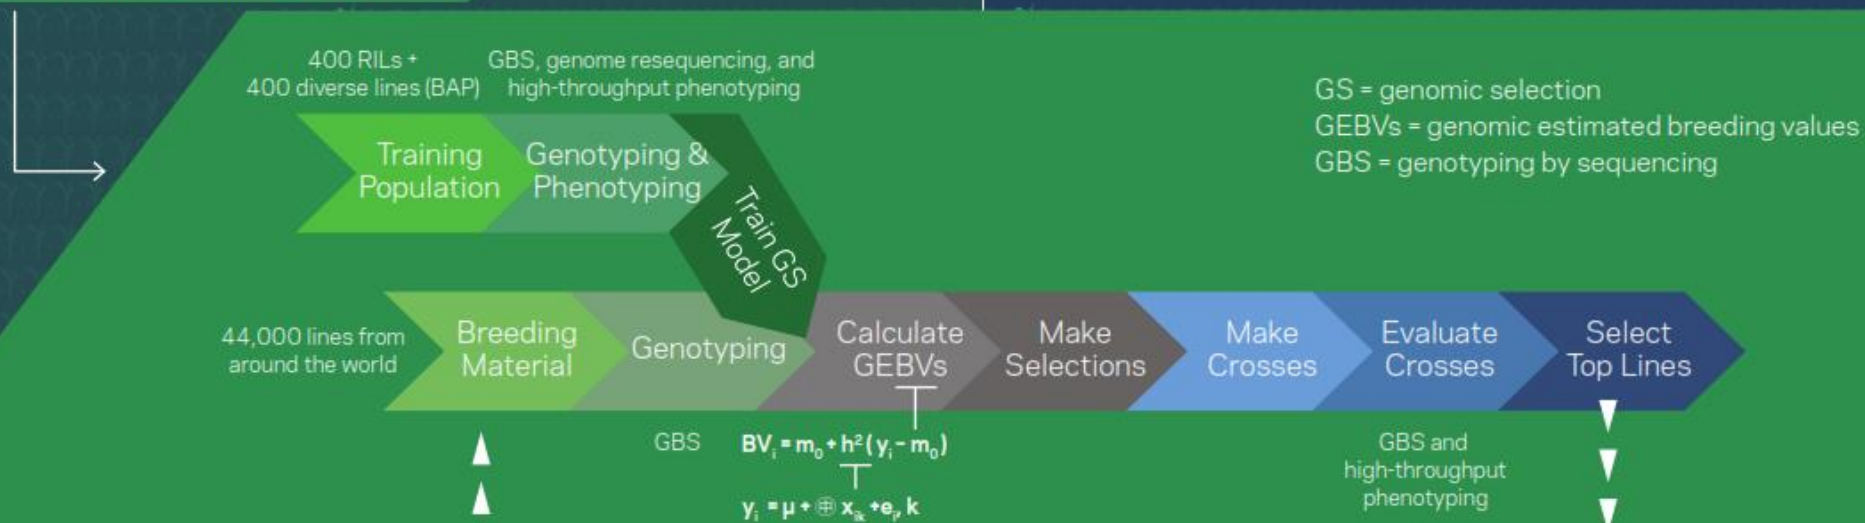 400 RILs +
400 diverse lines (BAP)
GBS, genome resequencing, and
high-throughput phenotyping
GS = genomic selection
GEBVs = genomic estimated breeding values
GBS = genotyping by sequencing
Training
Population
Genotyping &
Phenotyping
Train GS
Model
44,000 lines from
around the world
Breeding
Material
Genotyping
Calculate
GEBVs
Make
Selections
Make
Crosses
Evaluate
Crosses
Select
Top Lines
GBS
BVᵢ = m₀ + h² ( yᵢ - m₀)
GBS and
high-throughput
phenotyping
yᵢ = µ + xᵢₖ +eᵢ, k